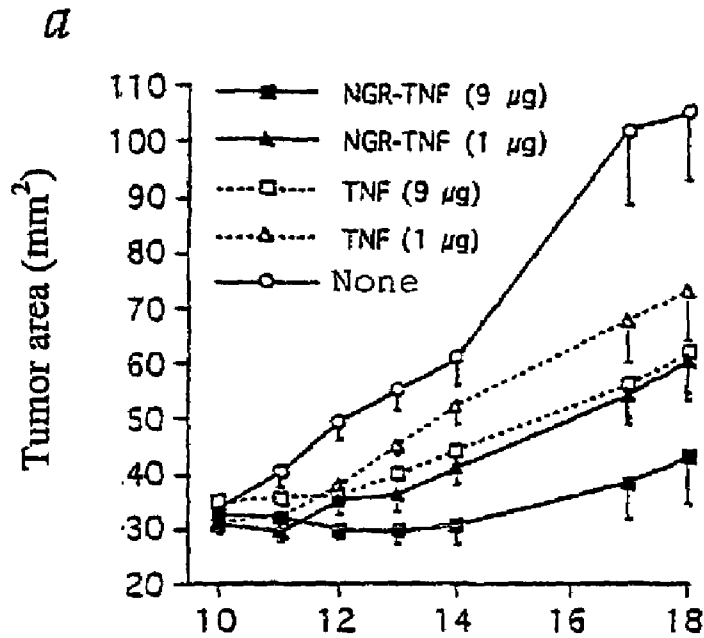 a
110
100
90
80
70
60
50
40
30
20
Tumor area (mm²)
NGR-TNF (9 µg)
NGR-TNF (1 µg)
TNF (9 µg)
TNF (1 µg)
None
10 12 14 16 18